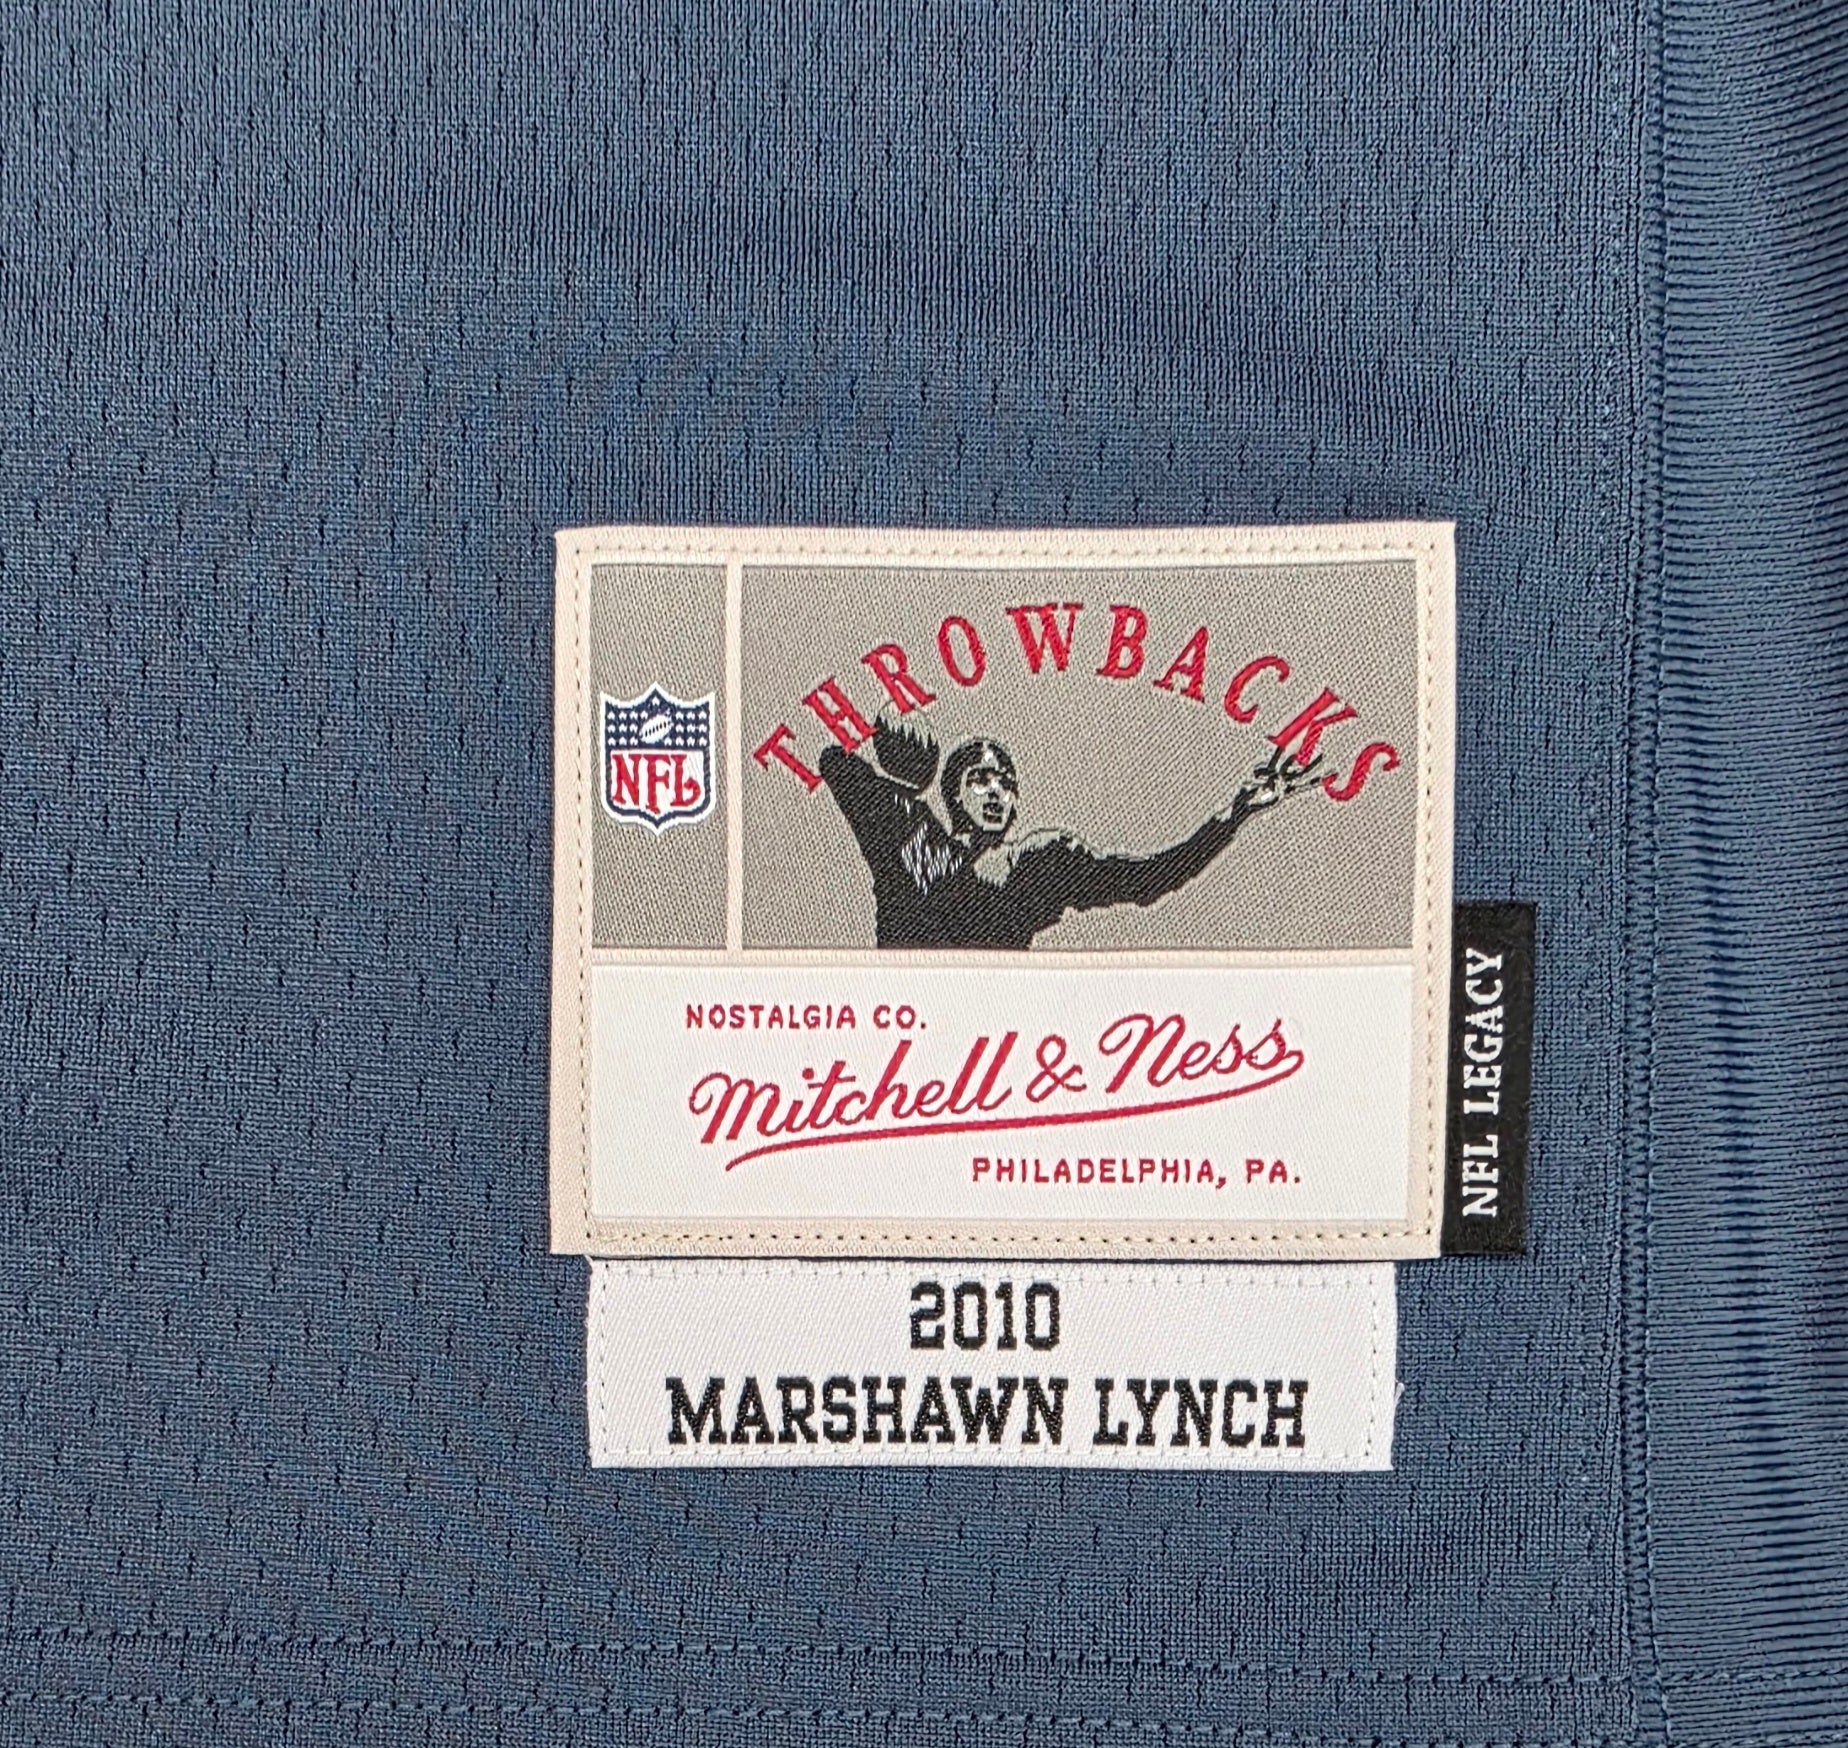 THROWBACKS
NFL
NOSTALGIA CO.
Mitchell & Ness
PHILADELPHIA, PA.
NFL LEGACY
2010
MARSHAWN LYNCH